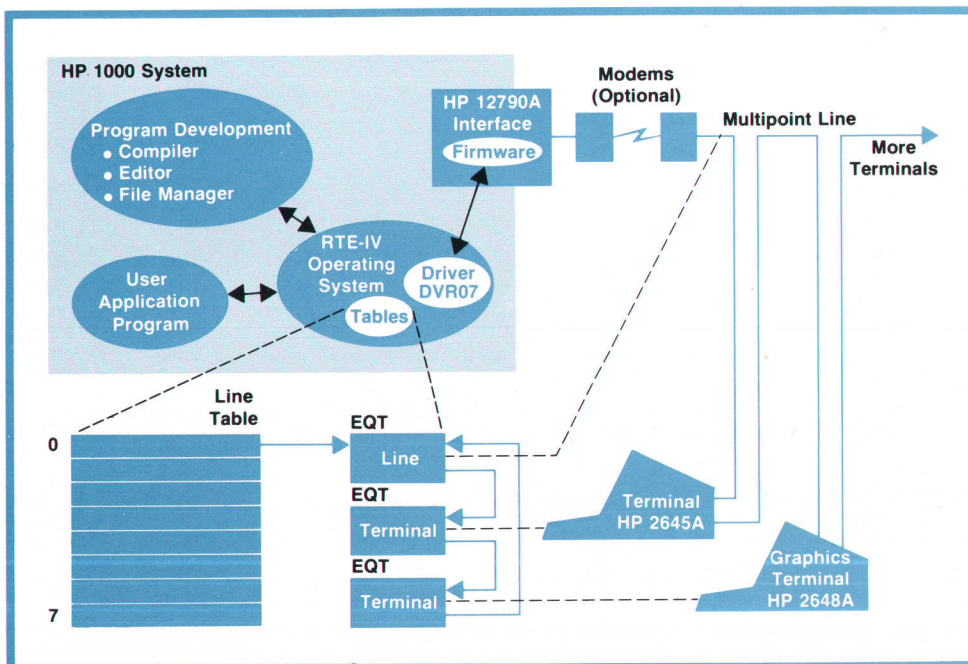 HP 1000 System
Program Development
• Compiler
• Editor
• File Manager
User
Application
Program
RTE-IV
Operating
System
Driver
DVR07
Tables
HP 12790A
Interface
Firmware
Modems
(Optional)
Multipoint Line
More
Terminals
Line
Table
0
7
EQT
Line
EQT
Terminal
EQT
Terminal
Terminal
HP 2645A
Graphics
Terminal
HP 2648A